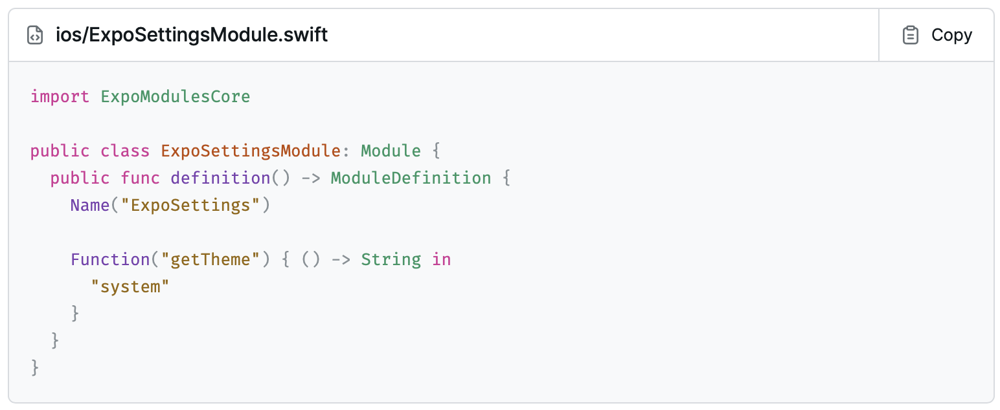 ios/ExpoSettingsModule.swift
Copy
import ExpoModulesCore

public class ExpoSettingsModule: Module {
  public func definition() -> ModuleDefinition {
    Name("ExpoSettings")

    Function("getTheme") { () -> String in
      "system"
    }
  }
}